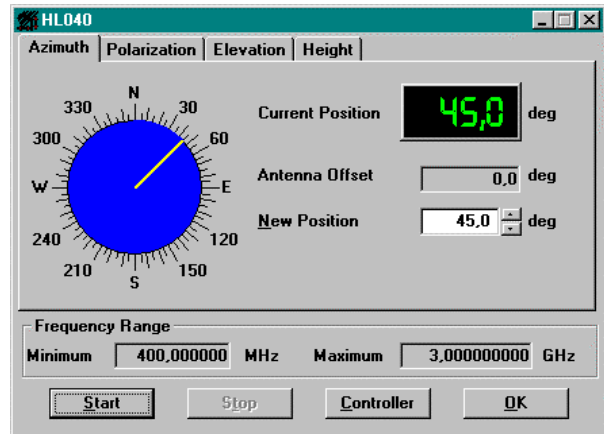 HL040
Azimuth Polarization Elevation Height
N
330 30
300 60
W E
240 120
210 150
S
Current Position 45,0 deg
Antenna Offset 0,0 deg
New Position 45,0 deg
Frequency Range
Minimum 400,000000 MHz Maximum 3,000000000 GHz
Start Stop Controller OK